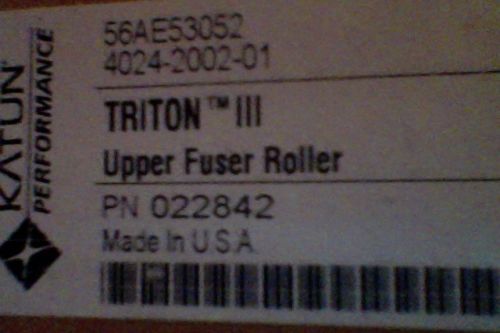 KATUN
PERFORMANCE
56AE53052
4024-2002-01
TRITON™ III
Upper Fuser Roller
PN 022842
Made In U.S.A.